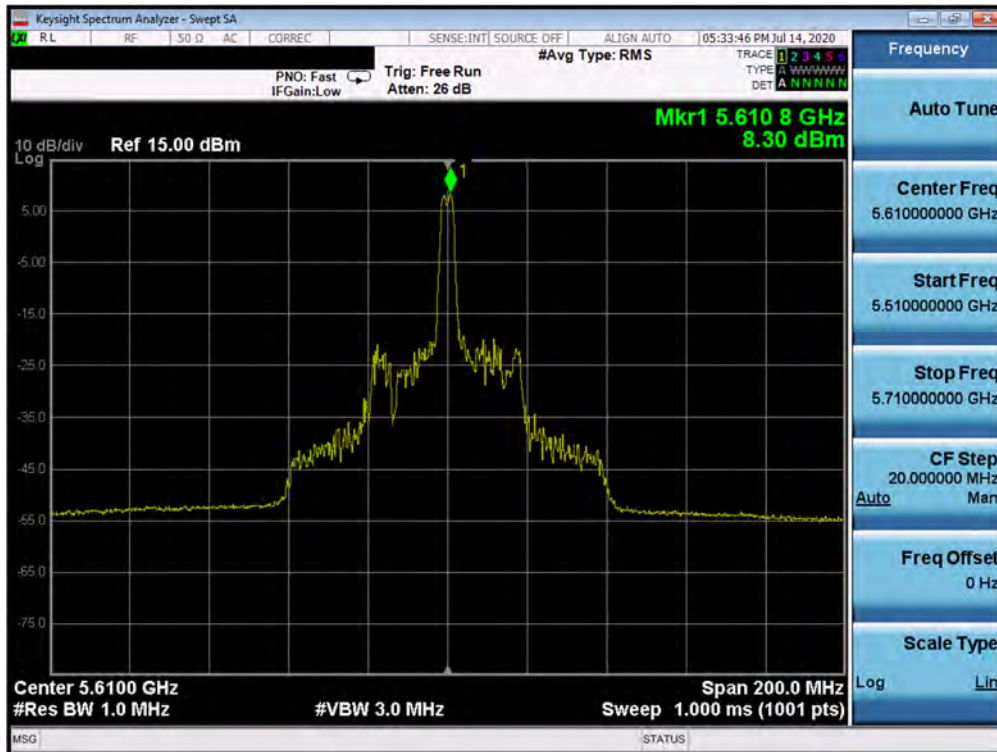 Keysight Spectrum Analyzer - Swept SA
RL RF 50 Ω AC CORREC SENSE:INT SOURCE OFF ALIGN AUTO 05:33:46 PM Jul 14, 2020
#Avg Type: RMS
TRACE 1 2 3 4 5 6
PNO: Fast Trig: Free Run
TYPE A WWWWW
IFGain:Low Atten: 26 dB
DET A N N N N N
Mkr1 5.610 8 GHz
8.30 dBm
10 dB/div Ref 15.00 dBm
Log
1
5.00
-5.00
-15.0
-25.0
-35.0
-45.0
-55.0
-65.0
-75.0
Center 5.6100 GHz Span 200.0 MHz
#Res BW 1.0 MHz #VBW 3.0 MHz Sweep 1.000 ms (1001 pts)
MSG STATUS
Frequency
Auto Tune
Center Freq
5.610000000 GHz
Start Freq
5.510000000 GHz
Stop Freq
5.710000000 GHz
CF Step
20.000000 MHz
Auto Man
Freq Offset
0 Hz
Scale Type
Log Lin